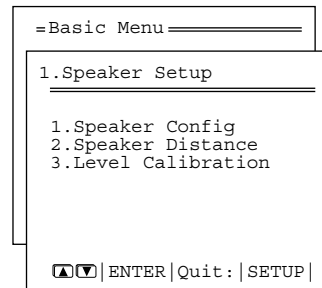 =Basic Menu
1.Speaker Setup
1.Speaker Config
2.Speaker Distance
3.Level Calibration
▲▼|ENTER|Quit:|SETUP|